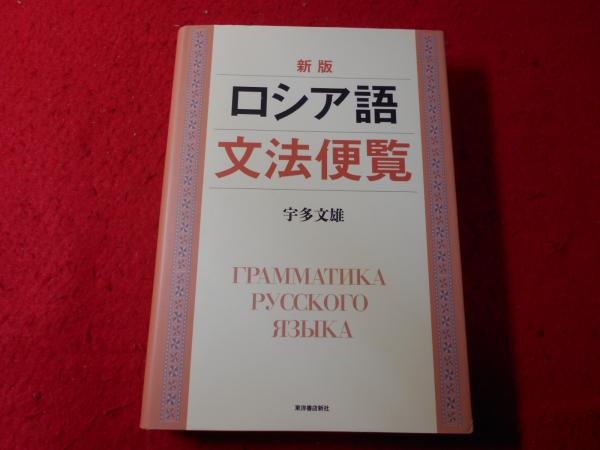 新版
ロシア語
文法便覧
宇多文雄
ГРАММАТИКА
РУССКОГО
ЯЗЫКА
東洋書店新社